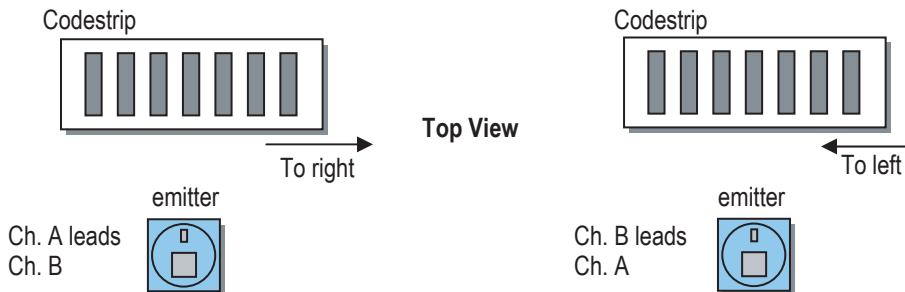 Codestrip
To right
emitter
Ch. A leads
Ch. B
Top View
Codestrip
To left
emitter
Ch. B leads
Ch. A